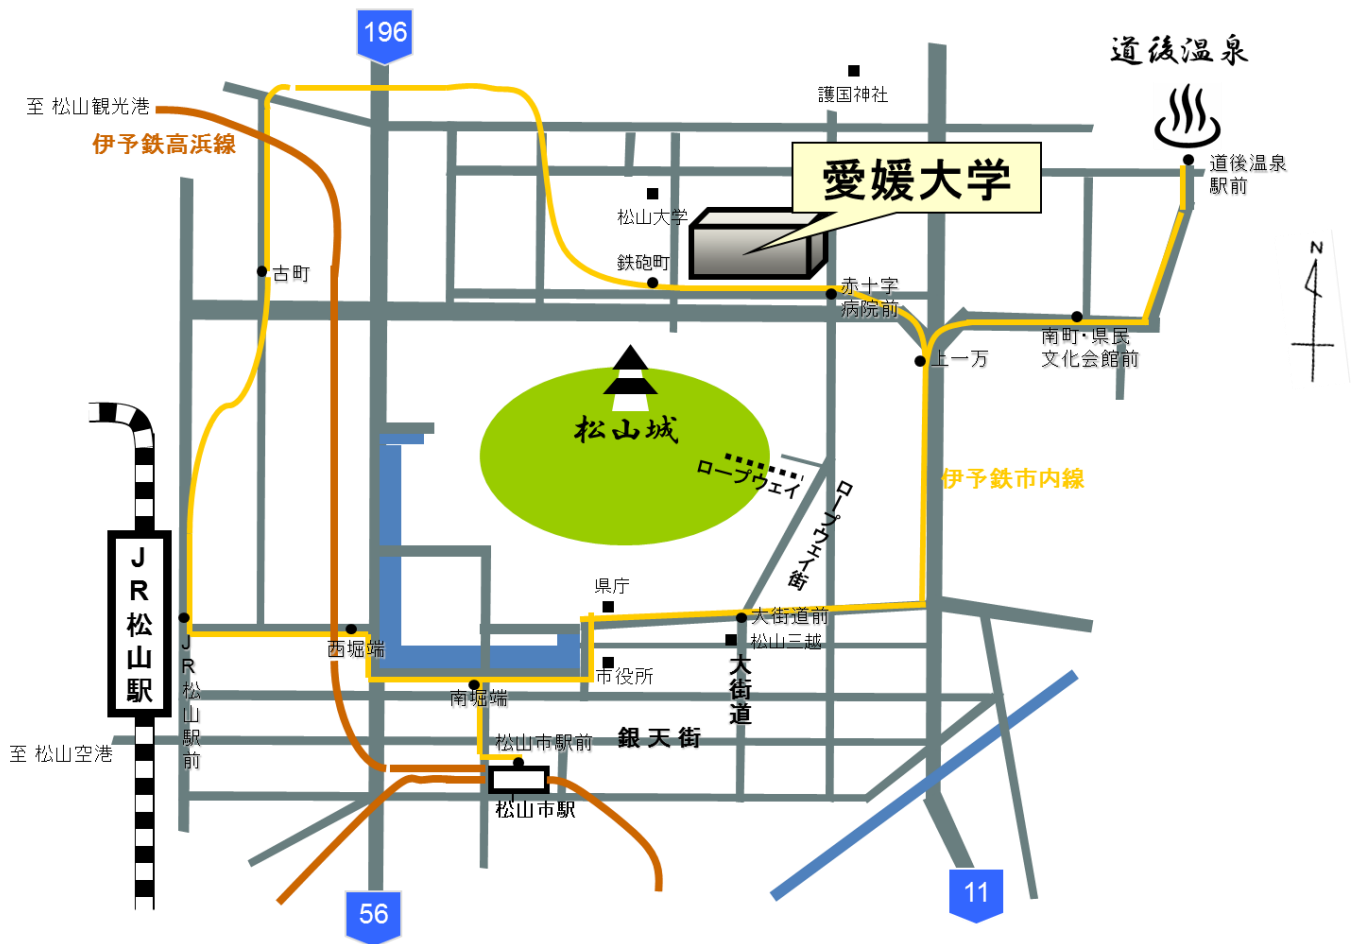 196
道後温泉
至 松山観光港
護国神社
伊予鉄高浜線
道後温泉
駅前
愛媛大学
松山大学
N
鉄砲町
古町
赤十字
病院前
南町・県民
文化会館前
上一万
松山城
ロープウェイ
伊予鉄市内線
ロープウェイ街
JR松山駅
県庁
大街道前
西堀端
松山三越
JR松山駅前
市役所
大街道
南堀端
銀天街
松山市駅前
至 松山空港
松山市駅
11
56